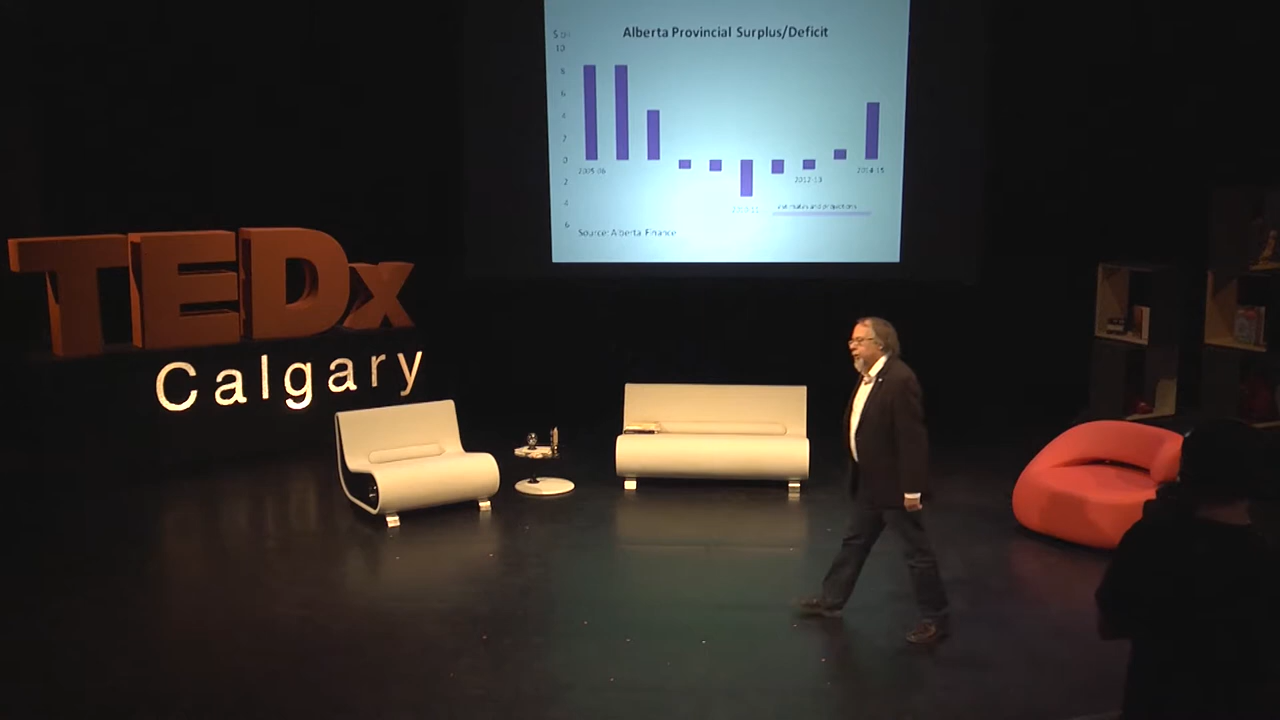 Alberta Provincial Surplus/Deficit
10
8
6
4
2
0
2005-06
2014-15
2
2012-13
6
Source: Alberta Finance
TEDx
Calgary